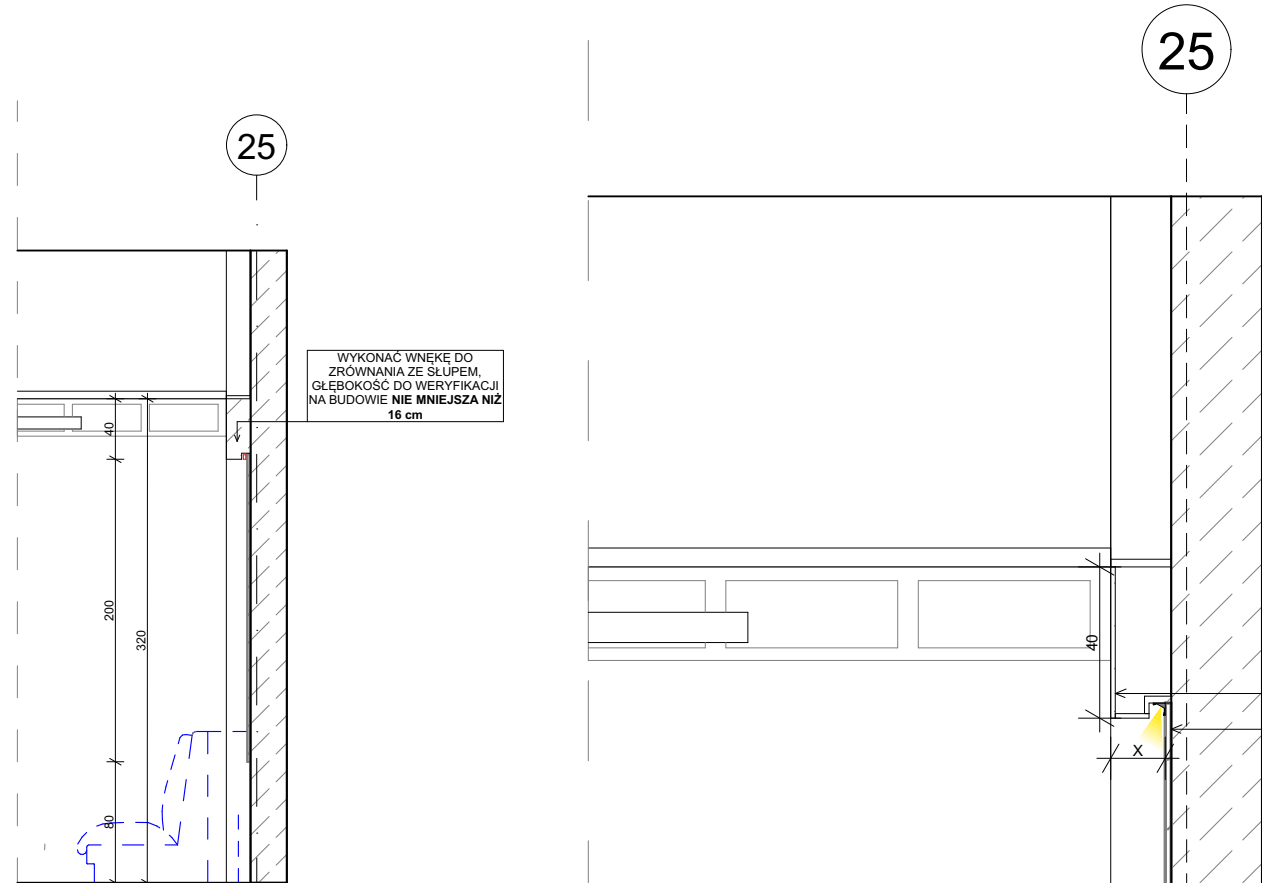 25
25
WYKONAĆ WNĘKĘ DO
ZRÓWNANIA ZE SŁUPEM,
GŁĘBOKOŚĆ DO WERYFIKACJI
NA BUDOWIE NIE MNIEJSZA NIŻ
16 cm
40
200
320
80
40
X